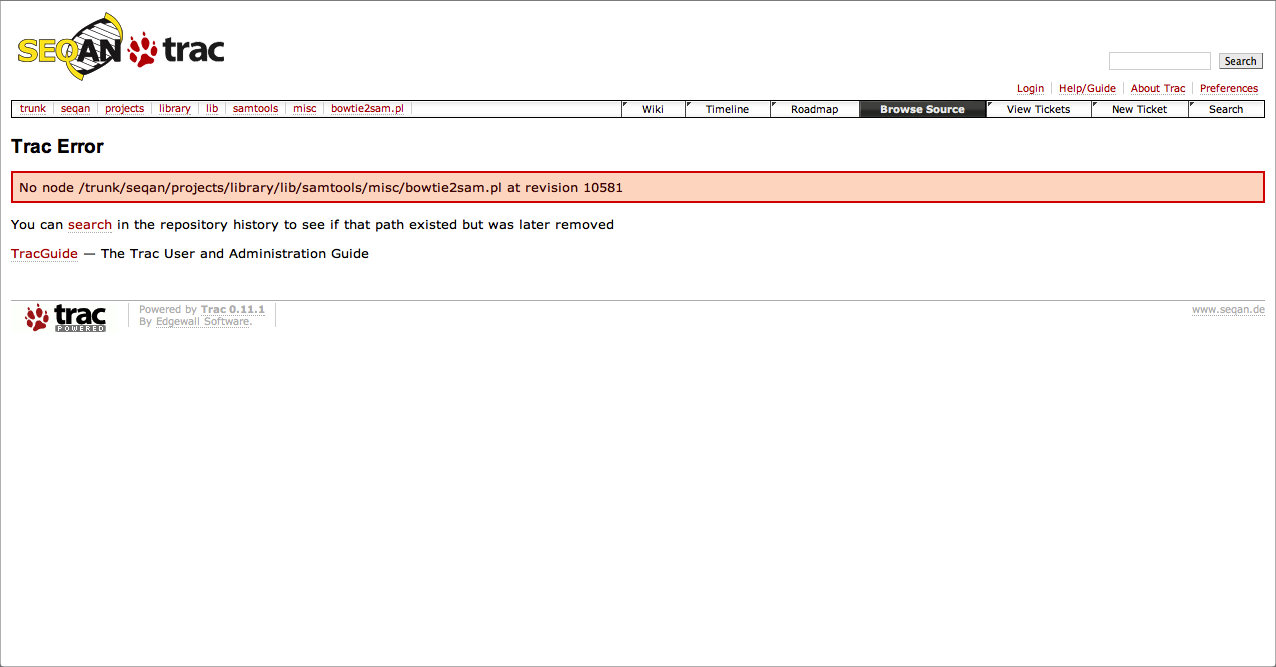 SEQAN trac
Search
Login Help/Guide About Trac Preferences
trunk seqan projects library lib samtools misc bowtie2sam.pl Wiki Timeline Roadmap Browse Source View Tickets New Ticket Search
Trac Error
No node /trunk/seqan/projects/library/lib/samtools/misc/bowtie2sam.pl at revision 10581
You can search in the repository history to see if that path existed but was later removed
TracGuide — The Trac User and Administration Guide
trac POWERED
Powered by Trac 0.11.1
By Edgewall Software.
www.seqan.de